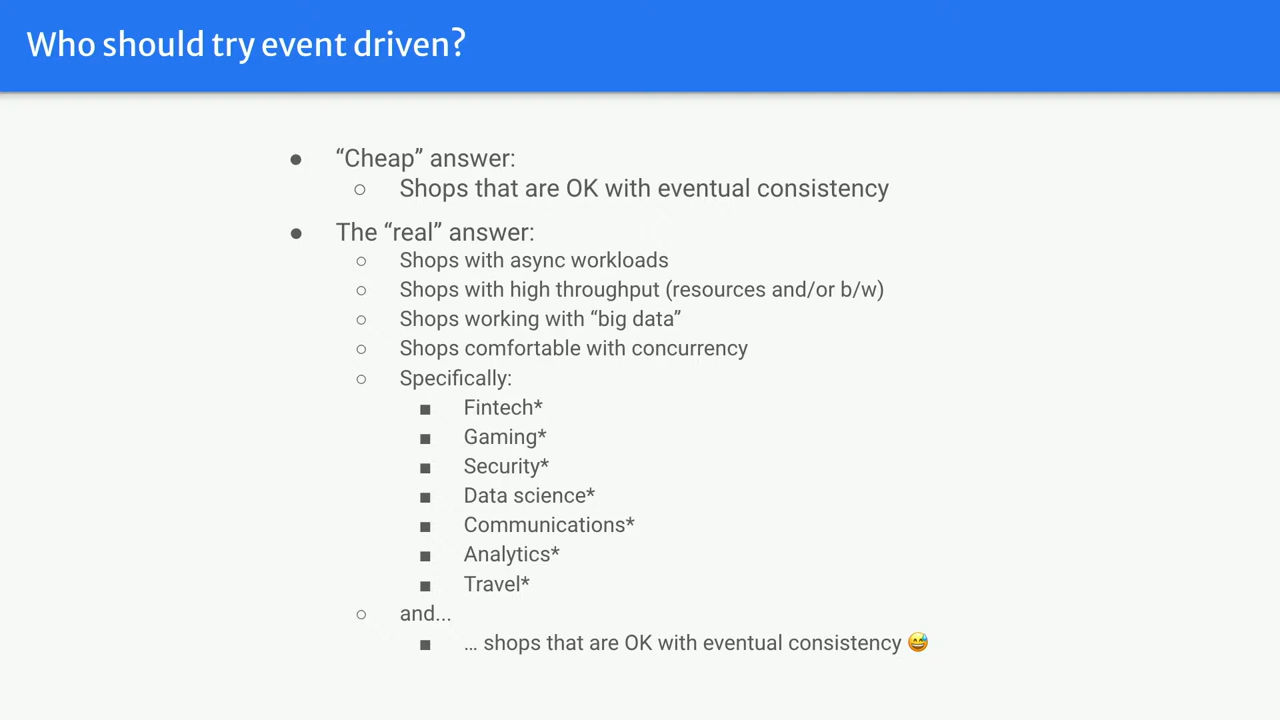 Who should try event driven?
● “Cheap” answer:
○ Shops that are OK with eventual consistency
● The “real” answer:
○ Shops with async workloads
○ Shops with high throughput (resources and/or b/w)
○ Shops working with “big data”
○ Shops comfortable with concurrency
○ Specifically:
■ Fintech*
■ Gaming*
■ Security*
■ Data science*
■ Communications*
■ Analytics*
■ Travel*
○ and...
■ … shops that are OK with eventual consistency 😅